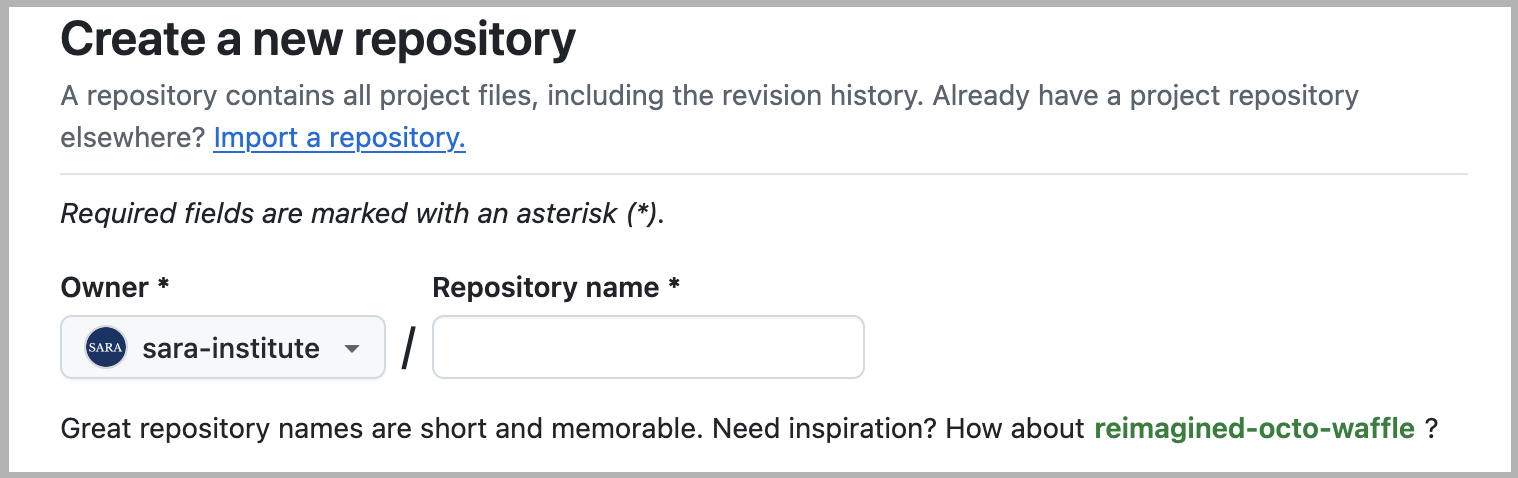 Create a new repository
A repository contains all project files, including the revision history. Already have a project repository
elsewhere? Import a repository.
Required fields are marked with an asterisk (*).
Owner * Repository name *
SARA sara-institute /
Great repository names are short and memorable. Need inspiration? How about reimagined-octo-waffle ?